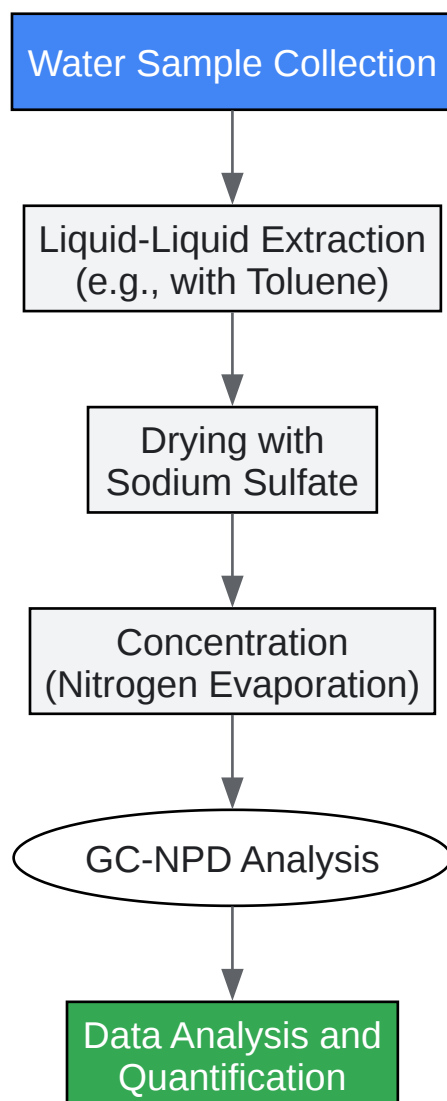 Water Sample Collection
Liquid-Liquid Extraction
(e.g., with Toluene)
Drying with
Sodium Sulfate
Concentration
(Nitrogen Evaporation)
GC-NPD Analysis
Data Analysis and
Quantification